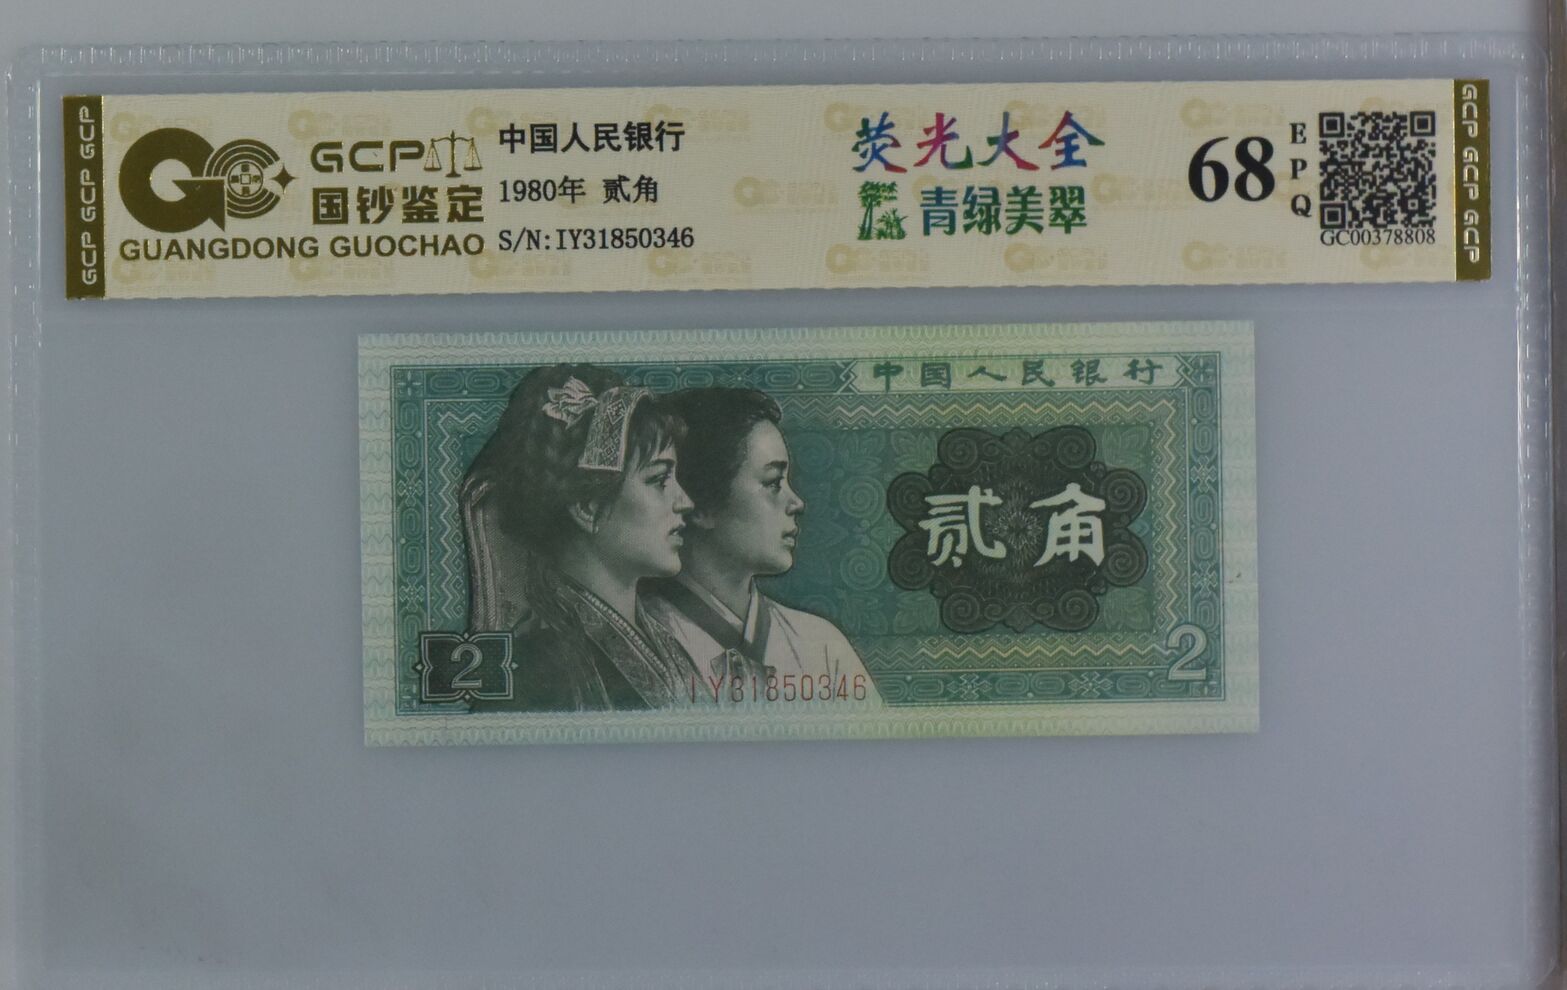 GCP GCP GCP
GCP
国钞鉴定
GUANGDONG GUOCHAO
中国人民银行
1980年 贰角
S/N:IY31850346
荧光大全
青绿美翠
68
EPQ
GC00378808
GCP GCP GCP
中国人民银行
贰角
2
IY31850346
2